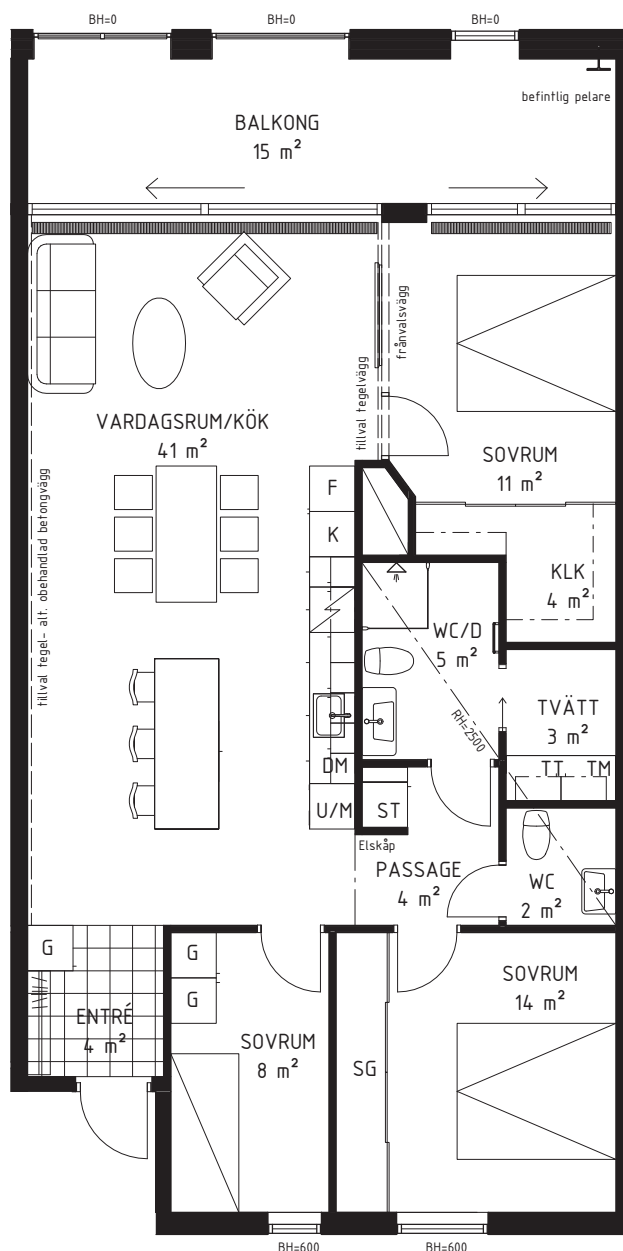 BH=0
BH=0
BH=0
befintlig pelare
BALKONG
15 m²
tillval tegelvägg
frånvalsvägg
VARDAGSRUM/KÖK
41 m²
SOVRUM
11 m²
tillval tegel- alt. obehandlad betongvägg
F
K
KLK
4 m²
WC/D
5 m²
RH=2500
TVÄTT
3 m²
TT
TM
DM
U/M
ST
Elskåp
PASSAGE
4 m²
WC
2 m²
G
G
G
ENTRÉ
4 m²
SOVRUM
8 m²
SG
SOVRUM
14 m²
BH=600
BH=600